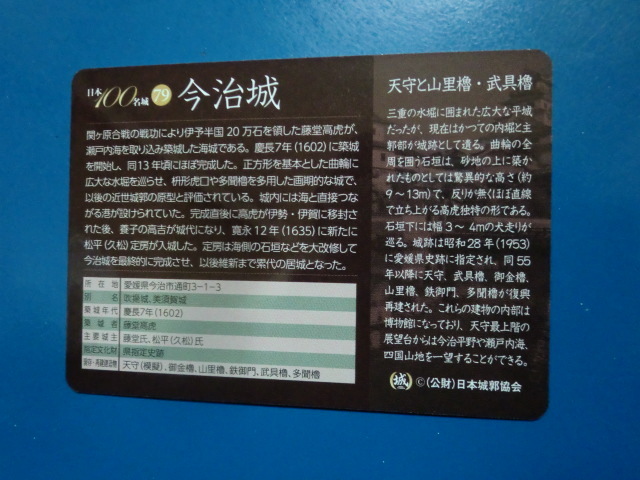 日本100名城 79 今治城
関ヶ原合戦の戦功により伊予半国20万石を領した藤堂高虎が、
瀬戸内海を取り込み築城した海城である。慶長7年(1602)に築城
を開始し、同13年頃にほぼ完成した。正方形を基本とした曲輪に
広大な水堀を巡らせ、枡形虎口や多聞櫓を多用した画期的な城で、
以後の近世城郭の原型と評価されている。城内には海と直接つな
がる港が設けられていた。完成直後に高虎が伊勢・伊賀に移封さ
れた後、養子の高吉が城代になり、寛永12年(1635)に新たに
松平(久松)定房が入城した。定房は海側の石垣などを大改修して
今治城を最終的に完成させ、以後維新まで累代の居城となった。
所在地 愛媛県今治市通町3-1-3
別名 吹揚城、美須賀城
築城年代 慶長7年(1602)
築城者 藤堂高虎
主要城主 藤堂氏、松平(久松)氏
指定文化財 県指定史跡
天守(模擬)、御金櫓、山里櫓、鉄御門、武具櫓、多聞櫓
天守と山里櫓・武具櫓
三重の水堀に囲まれた広大な平城
だったが、現在はかつての内堀と主
郭部が城跡として遺る。曲輪の全
周を囲う石垣は、砂地の上に築か
れたものとしては驚異的な高さ(約
9〜13m)で、反りが無くほぼ直線
で立ち上がる高虎独特の形である。
石垣下には幅3〜4mの犬走りが
巡る。城跡は昭和28年(1953)
に愛媛県史跡に指定され、同55
年以降に天守、武具櫓、御金櫓、
山里櫓、鉄御門、多聞櫓が復興
再建された。これらの建物の内部は
博物館になっており、天守最上階の
展望台からは今治平野や瀬戸内海、
四国山地を一望することができる。
城 ©(公財)日本城郭協会